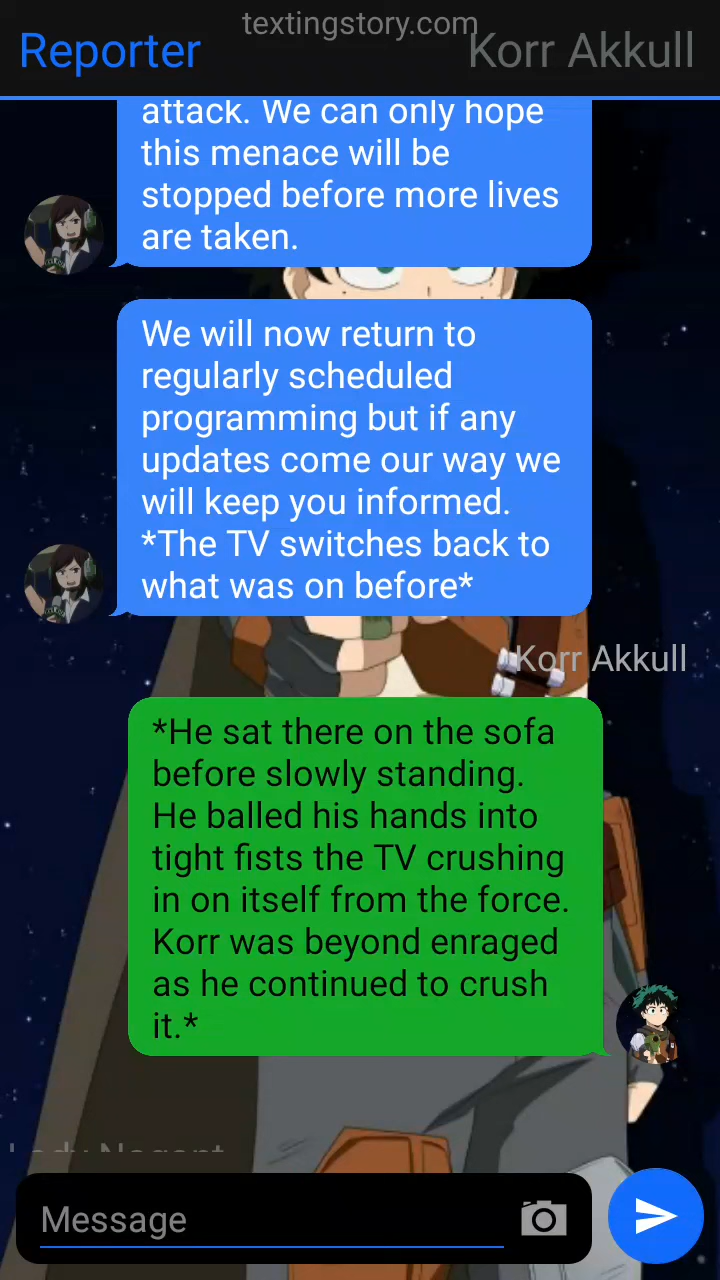 textingstory.com
Reporter
Korr Akkull
attack. We can only hope
this menace will be
stopped before more lives
are taken.
We will now return to
regularly scheduled
programming but if any
updates come our way we
will keep you informed.
*The TV switches back to
what was on before*
Korr Akkull
*He sat there on the sofa
before slowly standing.
He balled his hands into
tight fists the TV crushing
in on itself from the force.
Korr was beyond enraged
as he continued to crush
it.*
Message